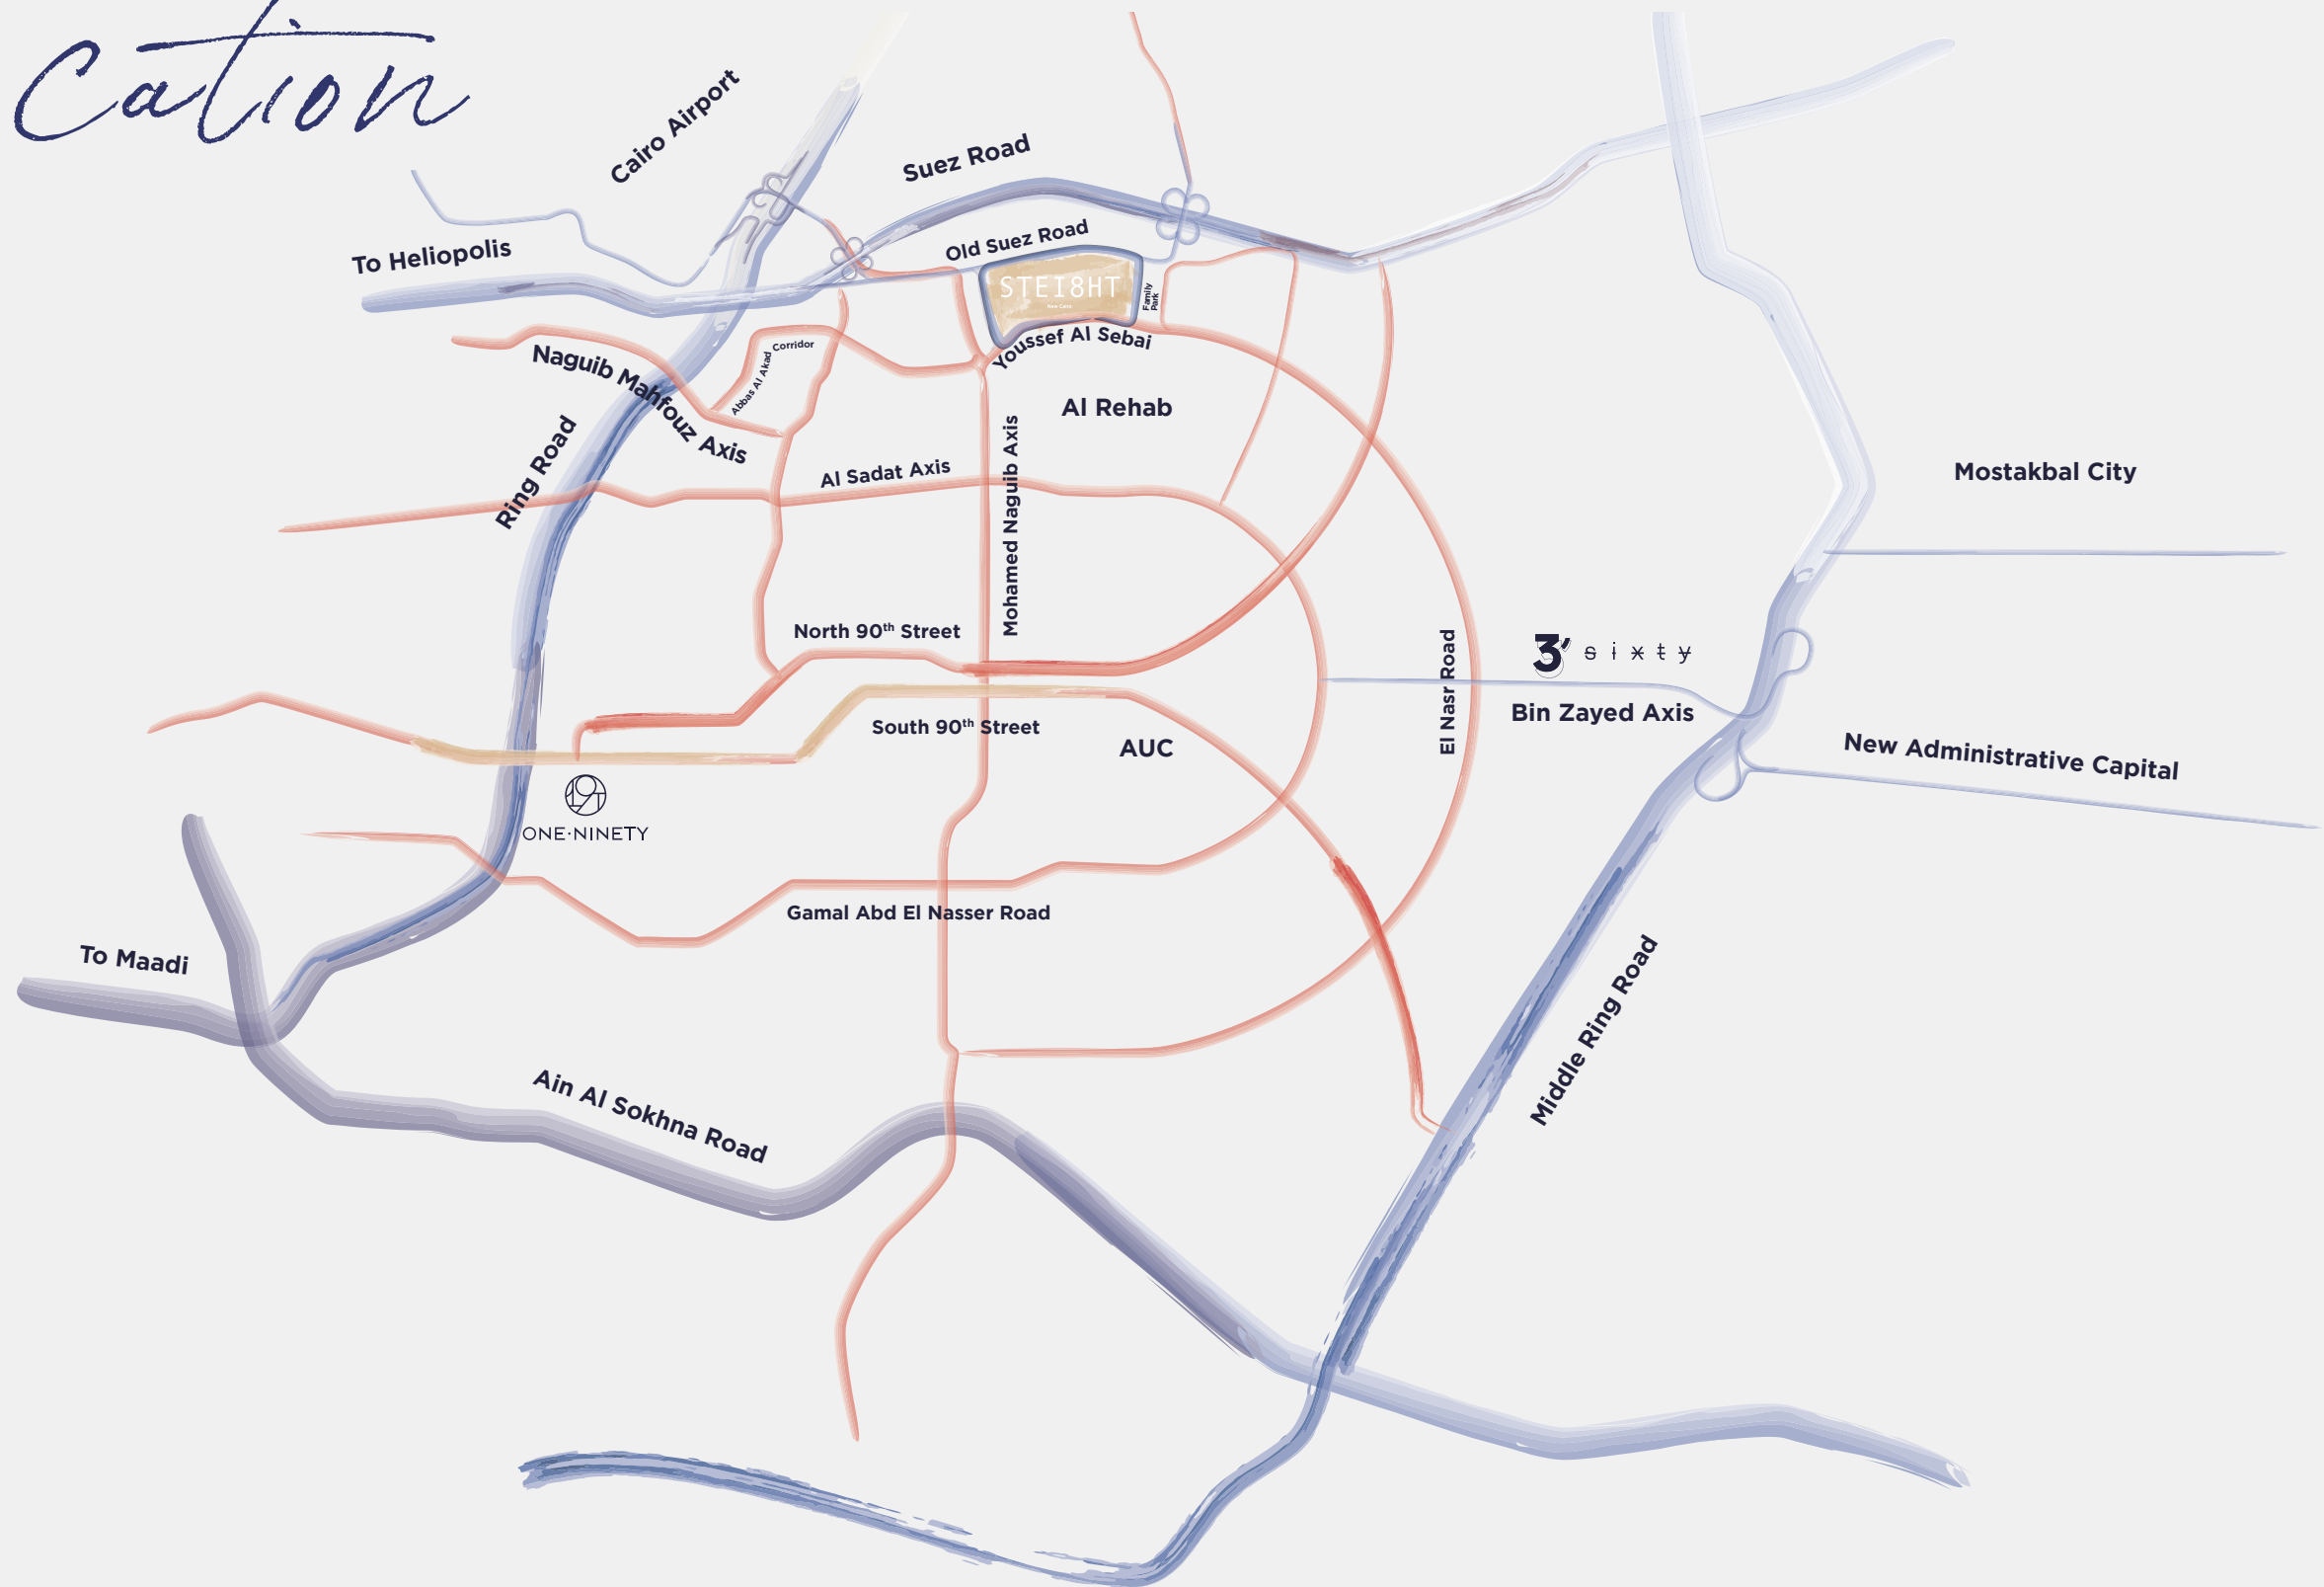 Cation
Cairo Airport
Suez Road
To Heliopolis
Old Suez Road
STEI8HT
New Cairo
Family
Park
Youssef Al Sebai
Naguib Mahfouz Axis
Corridor
Abbas Al Akad
Ring Road
Al Rehab
Mohamed Naguib Axis
Al Sadat Axis
Mostakbal City
North 90th Street
3' sixty
El Nasr Road
Bin Zayed Axis
South 90th Street
AUC
New Administrative Capital
19
ONE·NINETY
Gamal Abd El Nasser Road
To Maadi
Middle Ring Road
Ain Al Sokhna Road